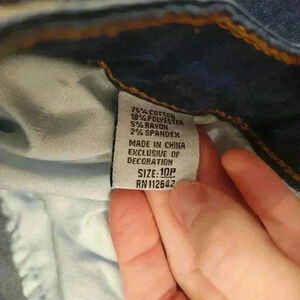 75% COTTON
18% POLYESTER
5% RAYON
2% SPANDEX
MADE IN CHINA
EXCLUSIVE OF
DECORATION
SIZE: 10P
RN112642